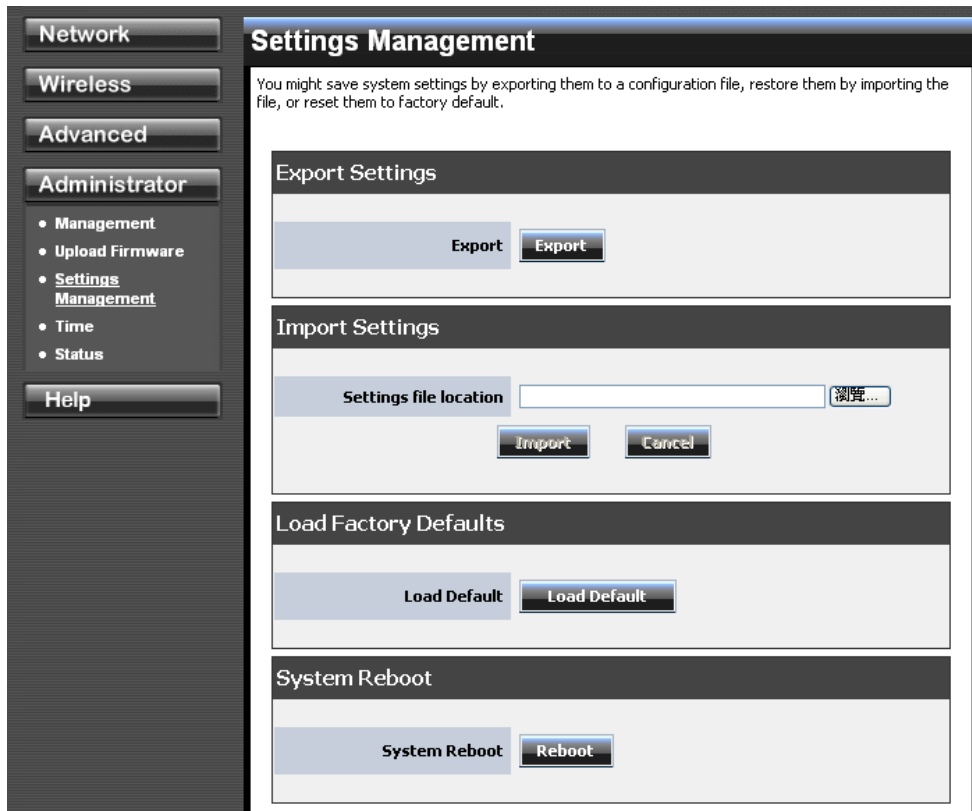 Network
Wireless
Advanced
Administrator
Management
Upload Firmware
Settings
Management
Time
Status
Help
Settings Management
You might save system settings by exporting them to a configuration file, restore them by importing the
file, or reset them to factory default.
Export Settings
Export Export
Import Settings
Settings file location 瀏覽...
Import Cancel
Load Factory Defaults
Load Default Load Default
System Reboot
System Reboot Reboot